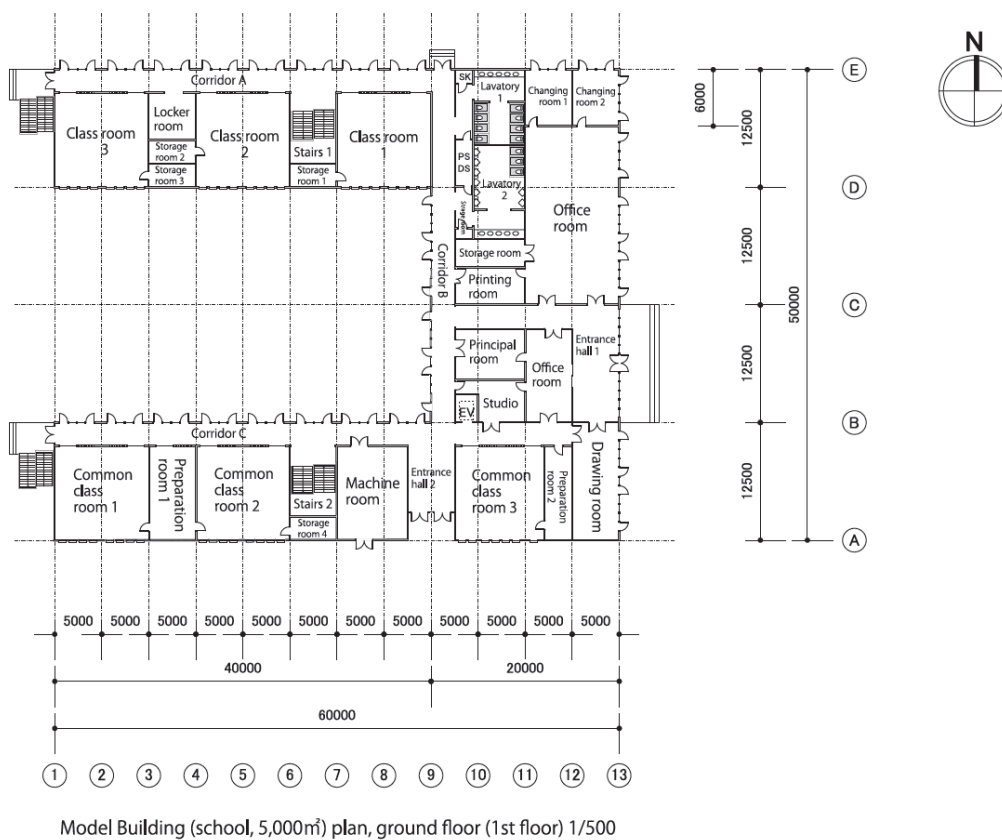 N
E
D
C
B
A
6000
12500
12500
12500
12500
50000
Corridor A
Class room
3
Locker
room
Storage
room 2
Storage
room 3
Class room
2
Stairs 1
Storage
room 1
Class room
1
SK
Lavatory
1
Changing
room 1
Changing
room 2
PS
DS
Lavatory
2
Storage room
Office
room
Storage room
Corridor B
Printing
room
Principal
room
Office
room
Entrance
hall 1
Studio
EV
Corridor C
Common
class
room 1
Preparation
room 1
Common
class
room 2
Stairs 2
Storage
room 4
Machine
room
Entrance
hall 2
Common
class
room 3
Preparation
room 2
Drawing room
5000 5000 5000 5000 5000 5000 5000 5000 5000 5000 5000 5000
40000 20000
60000
1 2 3 4 5 6 7 8 9 10 11 12 13
Model Building (school, 5,000㎡) plan, ground floor (1st floor) 1/500